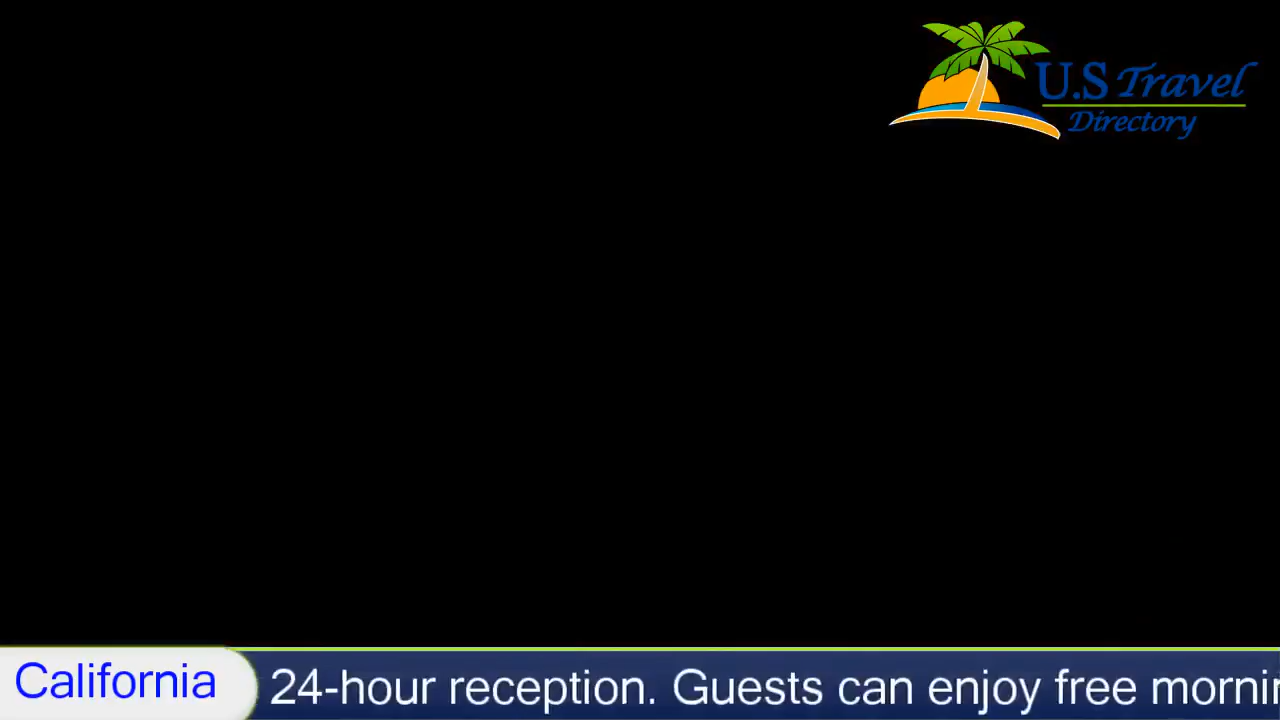 U.S Travel
Directory
California
24-hour reception. Guests can enjoy free